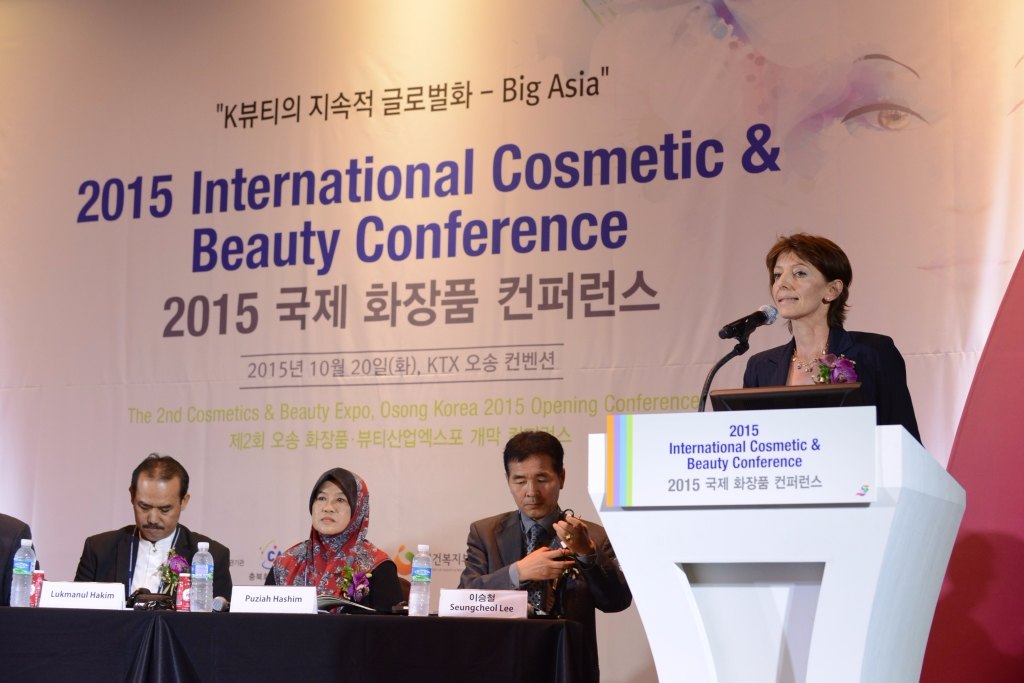 "K뷰티의 지속적 글로벌화 – Big Asia"
2015 International Cosmetic &
Beauty Conference
2015 국제 화장품 컨퍼런스
2015년 10월 20일(화), KTX 오송 컨벤션
The 2nd Cosmetics & Beauty Expo, Osong Korea 2015 Opening Conference
제2회 오송 화장품·뷰티산업엑스포 개막 컨퍼런스
2015
International Cosmetic &
Beauty Conference
2015 국제 화장품 컨퍼런스
Lukmanul Hakim
Puziah Hashim
이승철
Seungcheol Lee